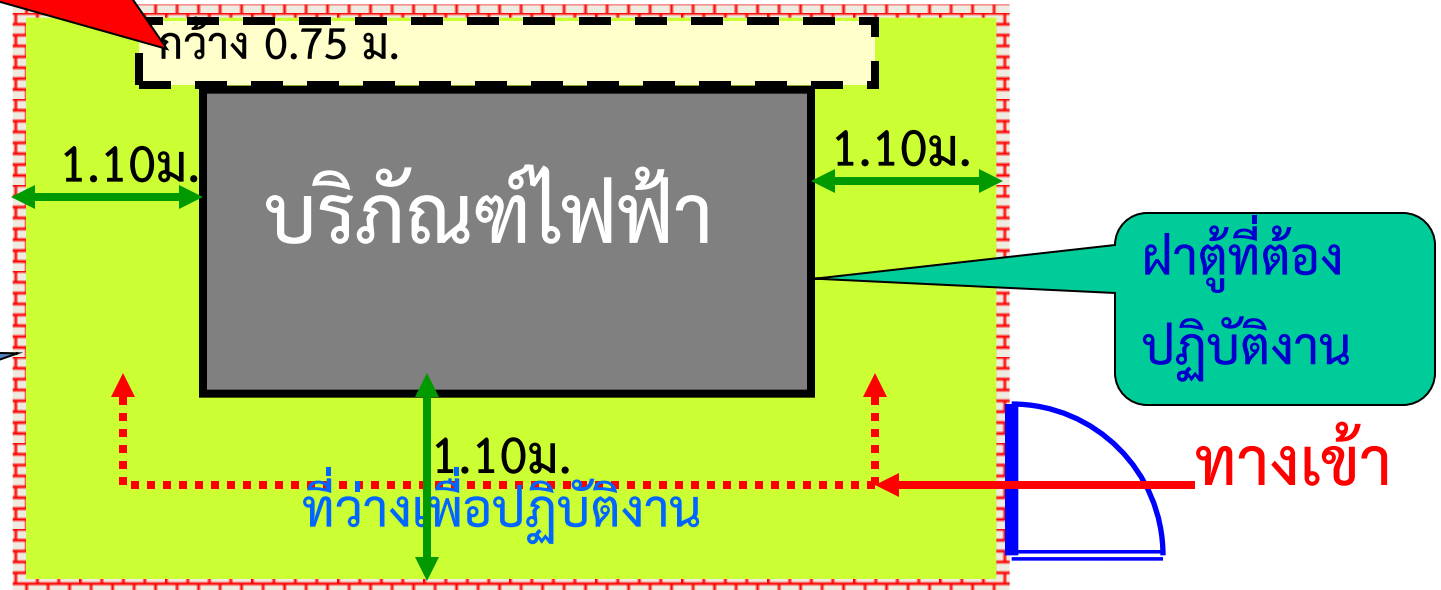 กว้าง 0.75 ม.
1.10ม.
1.10ม.
บริภัณฑ์ไฟฟ้า
ฝาตู้ที่ต้อง
ปฏิบัติงาน
1.10ม.
ทางเข้า
ที่ว่างเพื่อปฏิบัติงาน